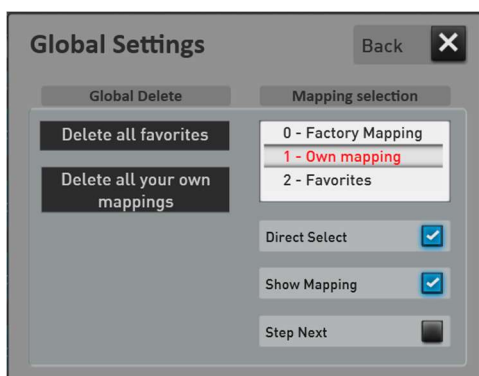 Global Settings
Back
Global Delete
Mapping selection
Delete all favorites
Delete all your own
mappings
0 - Factory Mapping
1 - Own mapping
2 - Favorites
Direct Select
Show Mapping
Step Next